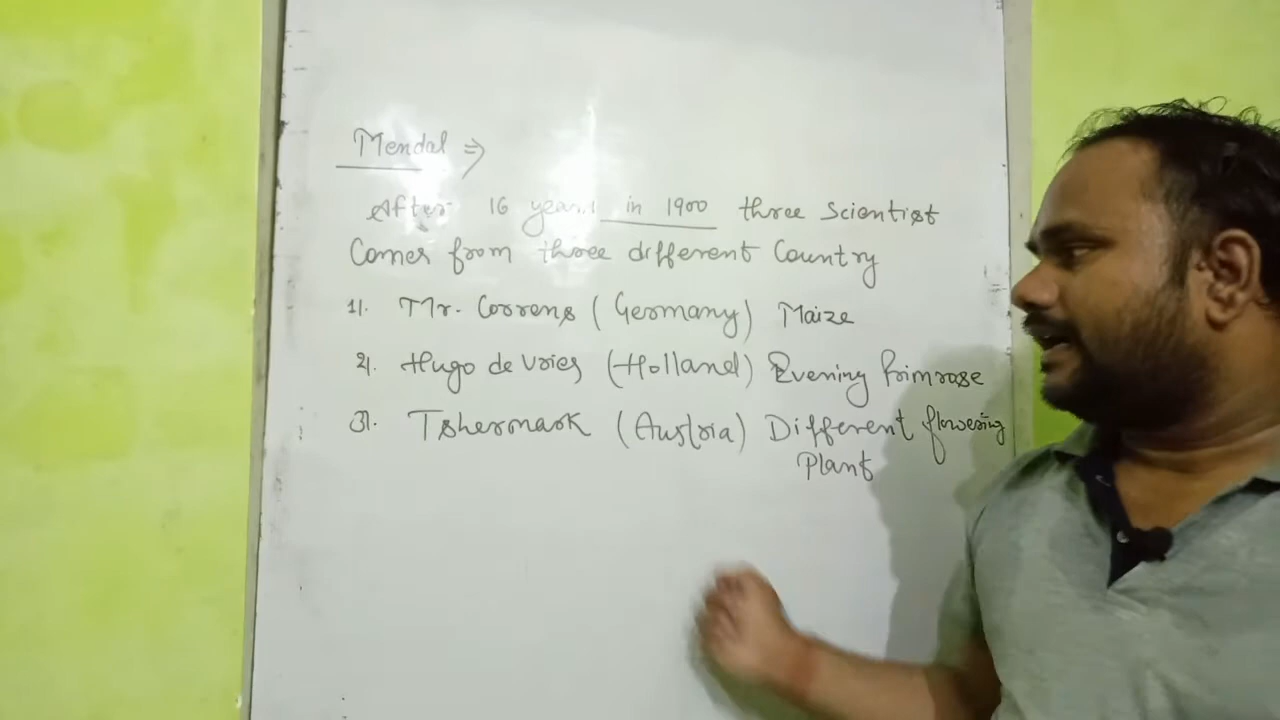 Mendal ⇒
After 16 years in 1900 three Scientist
Comes from three different Country
1). Mr. Correns (Germany) Maize
2). Hugo de Vries (Holland) Evening Primrose
3). Tshermark (Austria) Different flowering
Plant